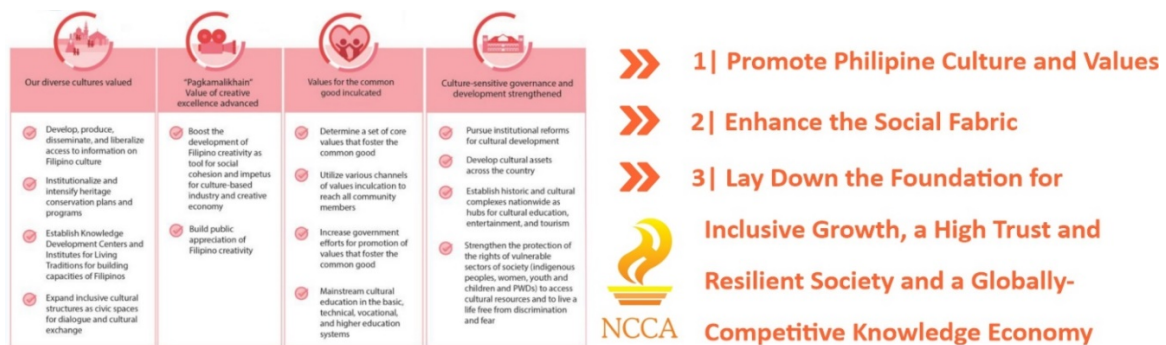 Our diverse cultures valued
Develop, produce,
disseminate, and liberalize
access to information on
Filipino culture
Institutionalize and
intensify heritage
conservation plans and
programs
Establish Knowledge
Development Centers and
Institutes for Living
Traditions for building
capacities of Filipinos
Expand inclusive cultural
structures as civic spaces
for dialogue and cultural
exchange
"Pagkamalikhain"
Value of creative
excellence advanced
Boost the
development of
Filipino creativity as
tool for social
cohesion and impetus
for culture-based
industry and creative
economy
Build public
appreciation of
Filipino creativity
Values for the common
good inculcated
Determine a set of core
values that foster the
common good
Utilize various channels
of values inculcation to
reach all community
members
Increase government
efforts for promotion of
values that foster the
common good
Mainstream cultural
education in the basic,
technical, vocational,
and higher education
systems
Culture-sensitive governance and
development strengthened
Pursue institutional reforms
for cultural development
Develop cultural assets
across the country
Establish historic and cultural
complexes nationwide as
hubs for cultural education,
entertainment, and tourism
Strengthen the protection of
the rights of vulnerable
sectors of society (indigenous
peoples, women, youth and
children and PWDs) to access
cultural resources and to live a
life free from discrimination
and fear
1| Promote Philipine Culture and Values
2| Enhance the Social Fabric
3| Lay Down the Foundation for
Inclusive Growth, a High Trust and
Resilient Society and a Globally-
Competitive Knowledge Economy
NCCA